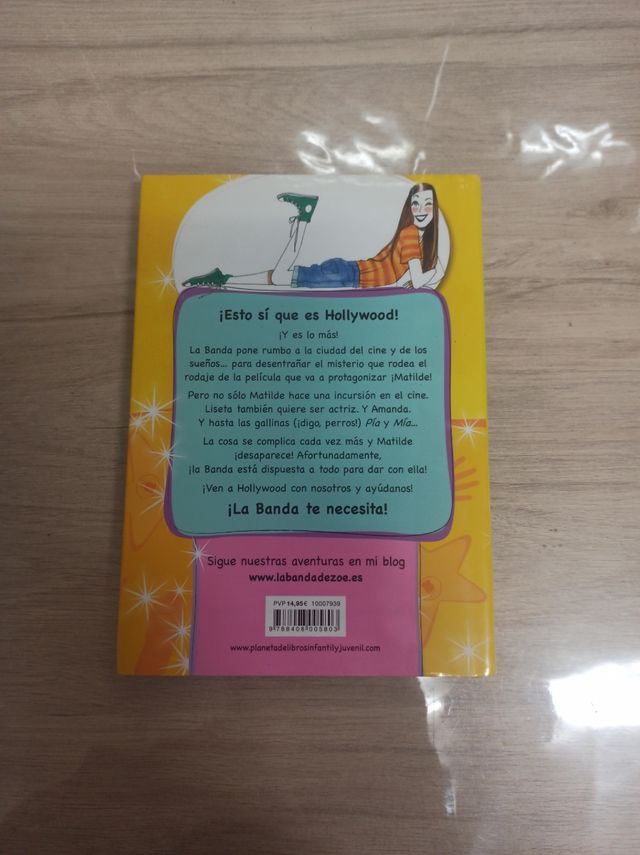 ¡Esto sí que es Hollywood!
¡Y es lo más!
La Banda pone rumbo a la ciudad del cine y de los
sueños... para desentrañar el misterio que rodea el
rodaje de la película que va a protagonizar ¡Matilde!
Pero no sólo Matilde hace una incursión en el cine.
Liseta también quiere ser actriz. Y Amanda.
Y hasta las gallinas (¡digo, perros!) Pía y Mía...
La cosa se complica cada vez más y Matilde
¡desaparece! Afortunadamente,
¡la Banda está dispuesta a todo para dar con ella!
¡Ven a Hollywood con nosotros y ayúdanos!
¡La Banda te necesita!
Sigue nuestras aventuras en mi blog
www.labandadezoe.es
PVP 14,95€ 10007939
9 788408 005803
www.planetadelibrosinfantilyjuvenil.com